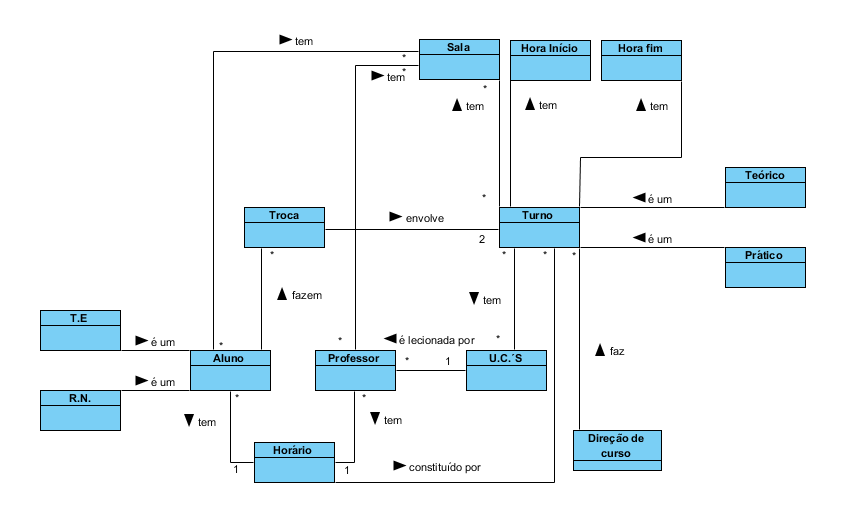 tem
Sala
Hora Início
Hora fim
*
*
tem
*
tem
tem
tem
Teórico
é um
*
Troca
envolve
Turno
2
é um
Prático
*
*
*
*
fazem
tem
T.E
é um
*
*
é lecionada por
*
faz
Aluno
Professor
*
1
U.C.´S
é um
R.N.
*
*
tem
tem
Direção de
curso
Horário
1
1
constituído por